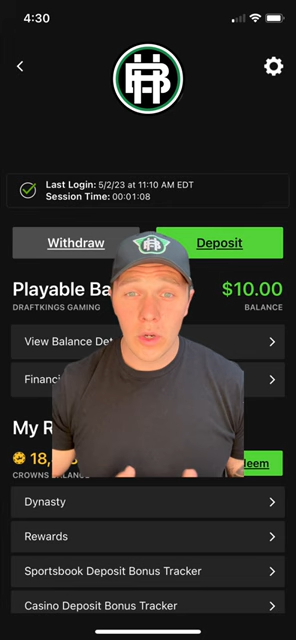 4:30
BH
Last Login: 5/2/23 at 11:10 AM EDT
Session Time: 00:01:08
Withdraw
Deposit
Playable Ba
$10.00
DRAFTKINGS GAMING
BALANCE
View Balance Det
Financi
My R
18,
CROWNS BALANCE
eem
Dynasty
Rewards
Sportsbook Deposit Bonus Tracker
Casino Deposit Bonus Tracker